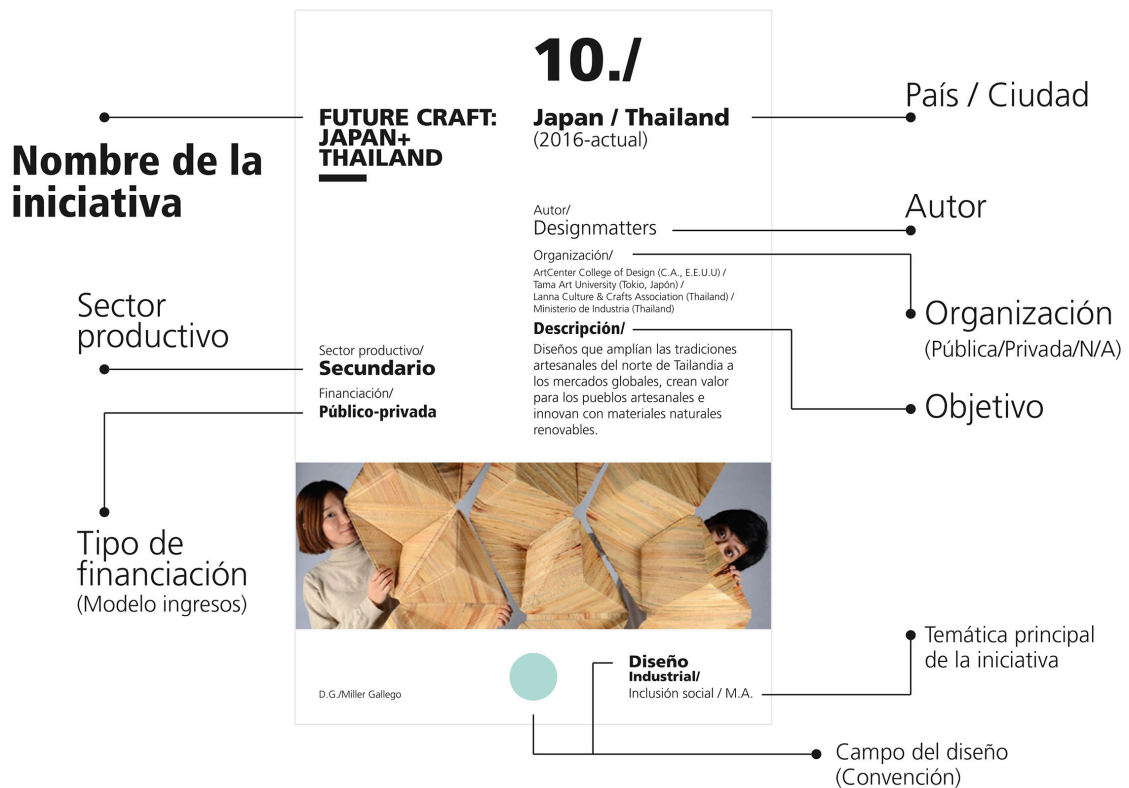 10./
FUTURE CRAFT:
JAPAN+
THAILAND
Japan / Thailand
(2016-actual)
País / Ciudad
Nombre de la
iniciativa
Autor/
Designmatters
Autor
Organización/
ArtCenter College of Design (C.A., E.E.U.U) /
Tama Art University (Tokio, Japón) /
Lanna Culture & Crafts Association (Thailand) /
Ministerio de Industria (Thailand)
Organización
(Pública/Privada/N/A)
Sector
productivo
Sector productivo/
Secundario
Financiación/
Público-privada
Descripción/
Diseños que amplían las tradiciones
artesanales del norte de Tailandia a
los mercados globales, crean valor
para los pueblos artesanales e
innovan con materiales naturales
renovables.
Objetivo
Tipo de
financiación
(Modelo ingresos)
Diseño
Industrial/
Inclusión social / M.A.
D.G./Miller Gallego
Temática principal
de la iniciativa
Campo del diseño
(Convención)